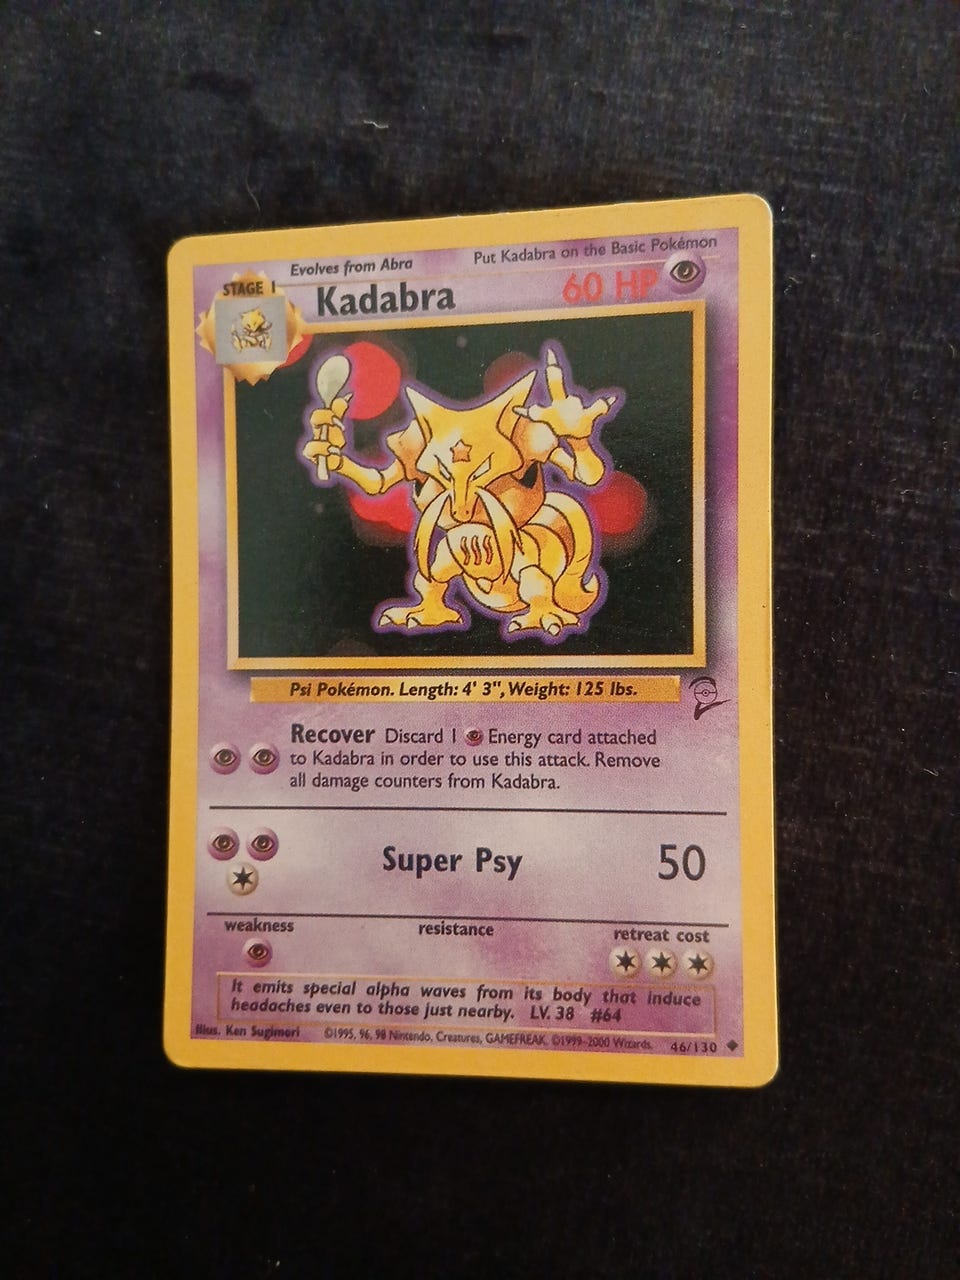 Evolves from Abra
Put Kadabra on the Basic Pokémon
STAGE 1
Kadabra
60 HP
Psi Pokémon. Length: 4' 3", Weight: 125 lbs.
Recover Discard 1 Energy card attached
to Kadabra in order to use this attack. Remove
all damage counters from Kadabra.
Super Psy 50
weakness
resistance
retreat cost
It emits special alpha waves from its body that induce
headaches even to those just nearby. LV. 38 #64
Illus. Ken Sugimori
©1995, 96, 98 Nintendo, Creatures, GAMEFREAK. ©1999-2000 Wizards.
46/130